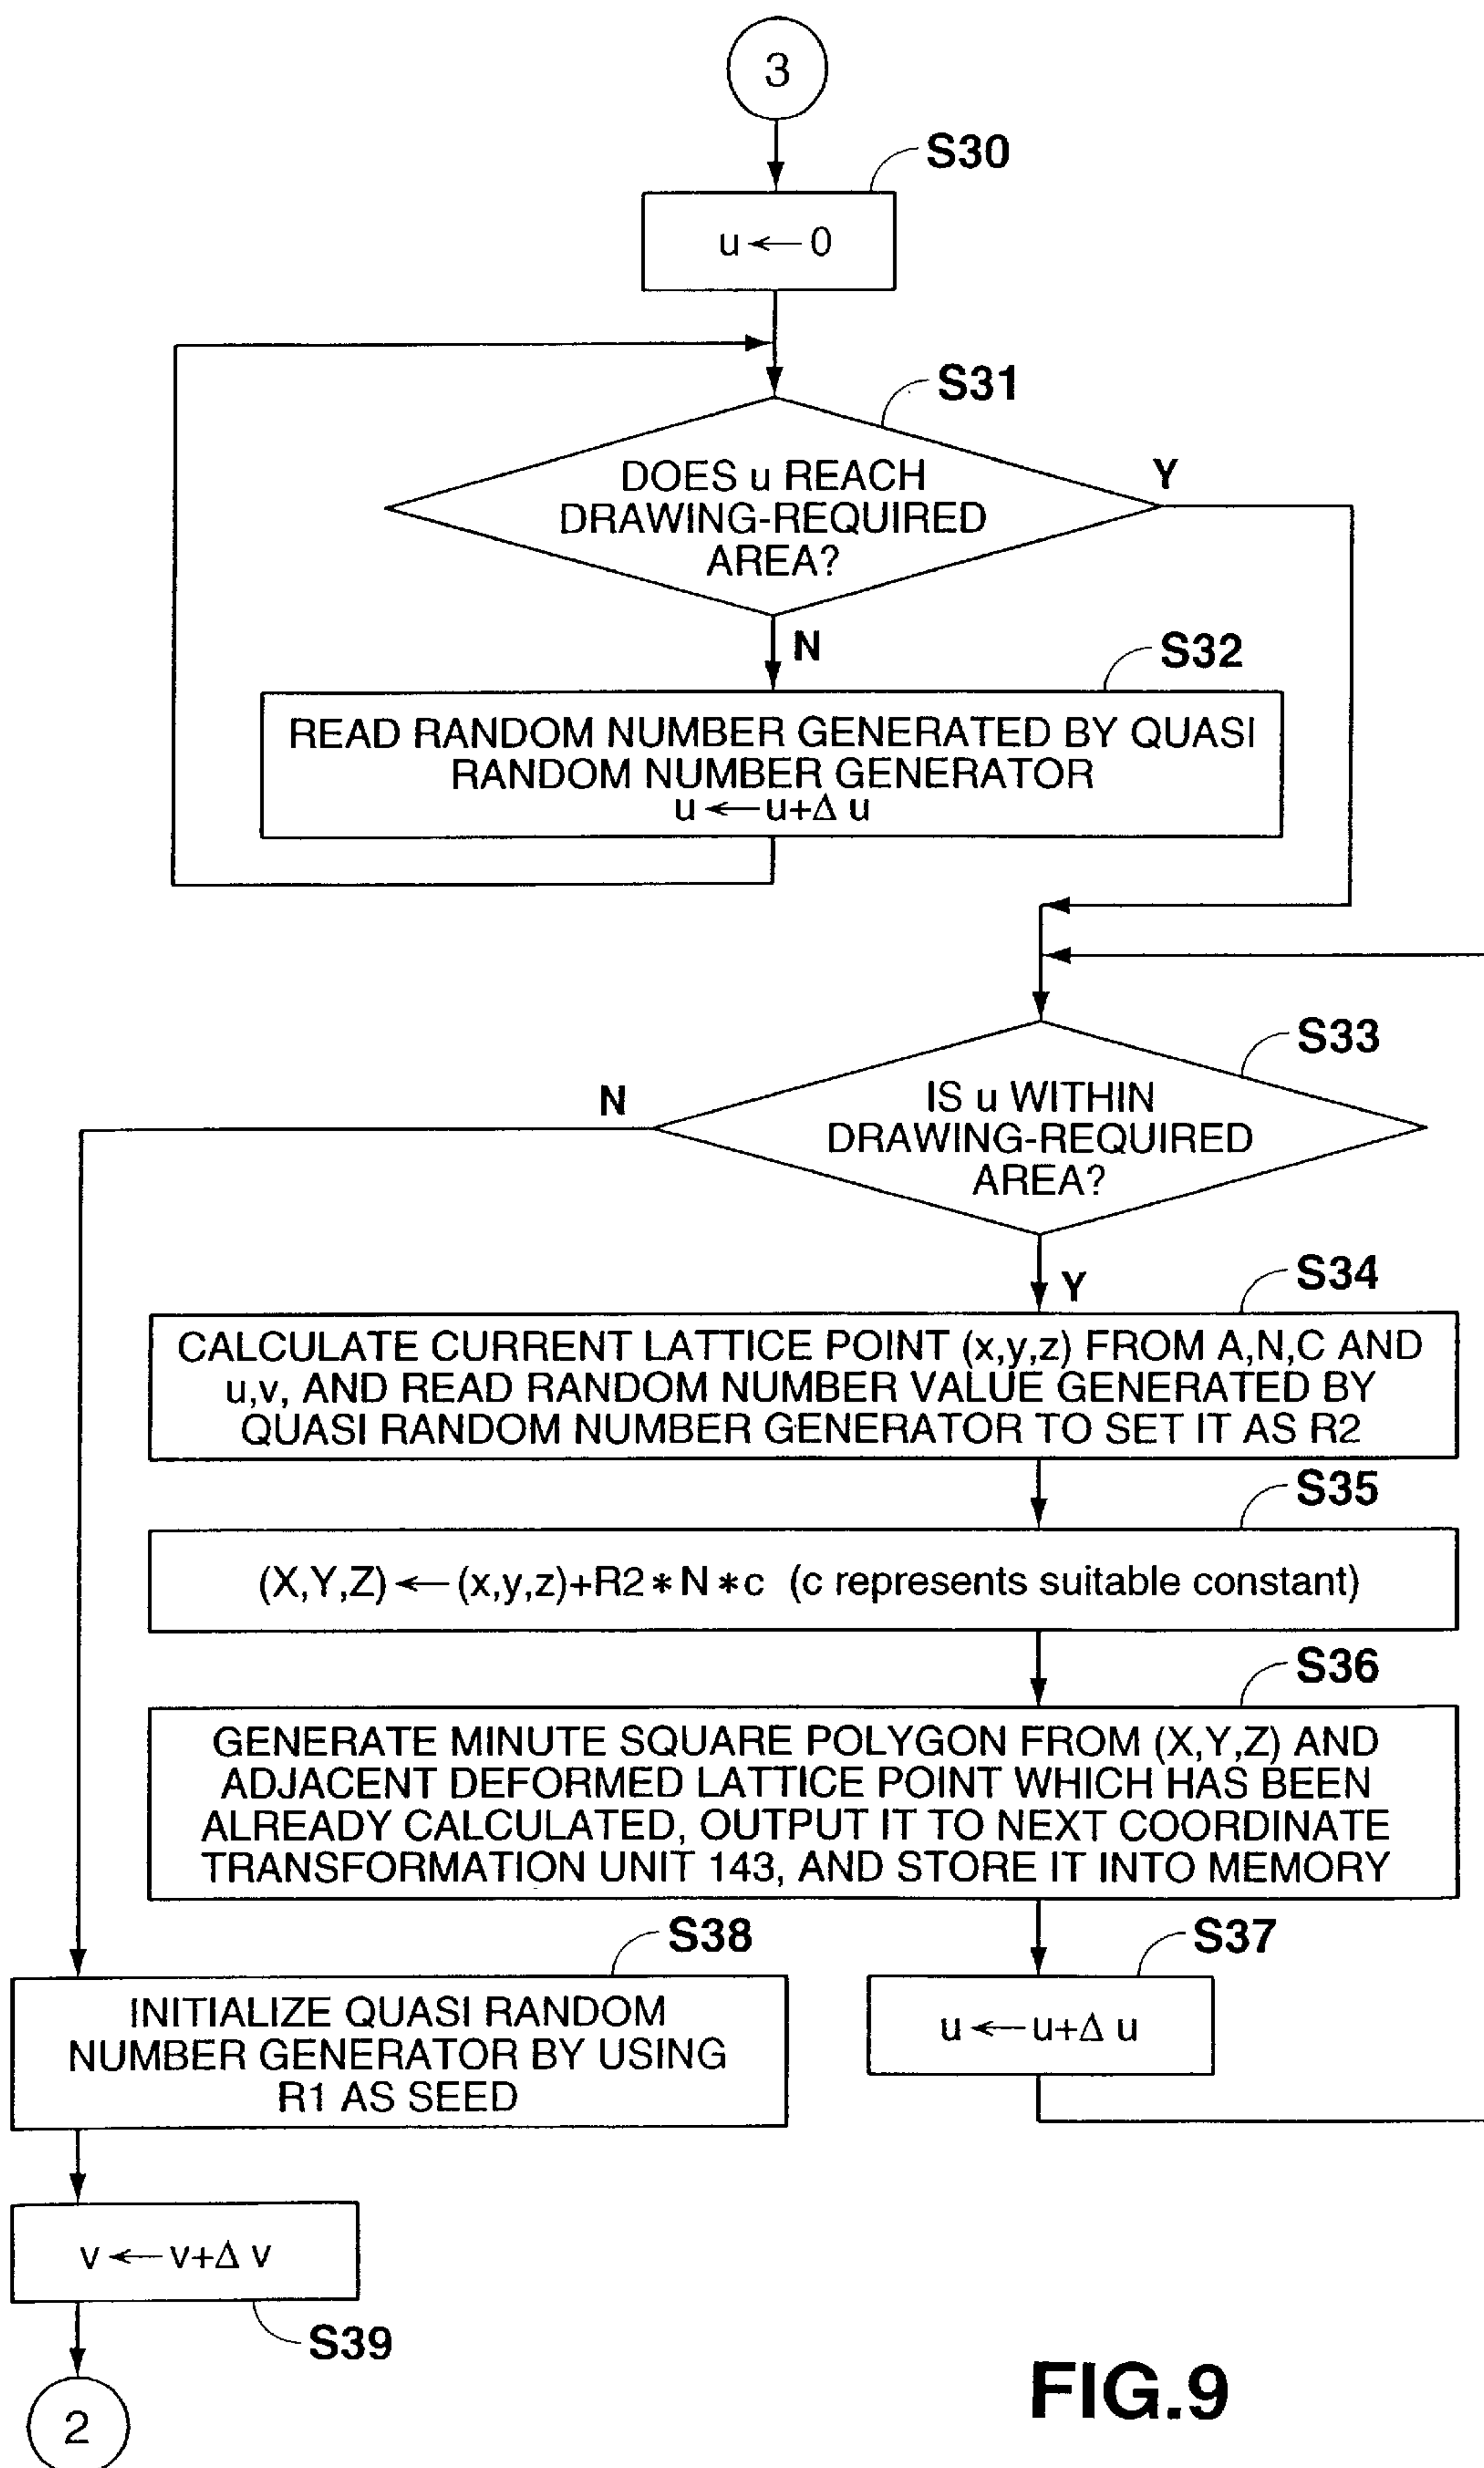 3
S30
u ← 0
S31
DOES u REACH
DRAWING-REQUIRED
AREA?
Y
N
S32
READ RANDOM NUMBER GENERATED BY QUASI
RANDOM NUMBER GENERATOR
u ← u+Δ u
S33
IS u WITHIN
DRAWING-REQUIRED
AREA?
N
Y
S34
CALCULATE CURRENT LATTICE POINT (x,y,z) FROM A,N,C AND
u,v, AND READ RANDOM NUMBER VALUE GENERATED BY
QUASI RANDOM NUMBER GENERATOR TO SET IT AS R2
S35
(X,Y,Z) ← (x,y,z)+R2*N*c (c represents suitable constant)
S36
GENERATE MINUTE SQUARE POLYGON FROM (X,Y,Z) AND
ADJACENT DEFORMED LATTICE POINT WHICH HAS BEEN
ALREADY CALCULATED, OUTPUT IT TO NEXT COORDINATE
TRANSFORMATION UNIT 143, AND STORE IT INTO MEMORY
S37
u ← u+Δ u
S38
INITIALIZE QUASI RANDOM
NUMBER GENERATOR BY USING
R1 AS SEED
v ← v+Δ v
S39
2
FIG.9